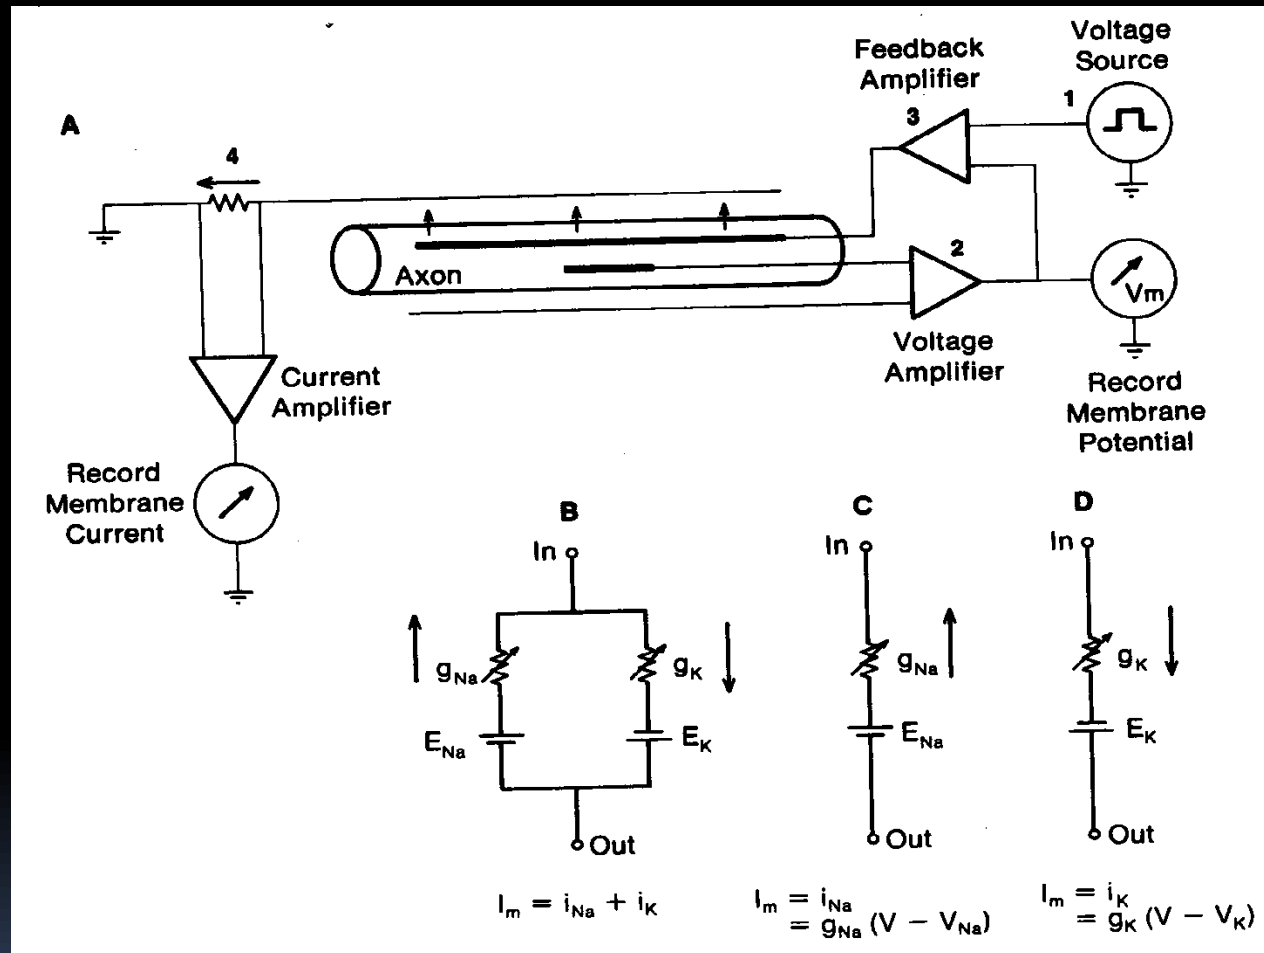 A
Feedback
Amplifier
3
Voltage
Source
1
4
Axon
2
Vm
Voltage
Amplifier
Record
Membrane
Potential
Current
Amplifier
Record
Membrane
Current
B
In
gNa
gK
ENa
EK
Out
Im = iNa + iK
C
In
gNa
ENa
Out
Im = iNa
= gNa (V − VNa)
D
In
gK
EK
Out
Im = iK
= gK (V − VK)